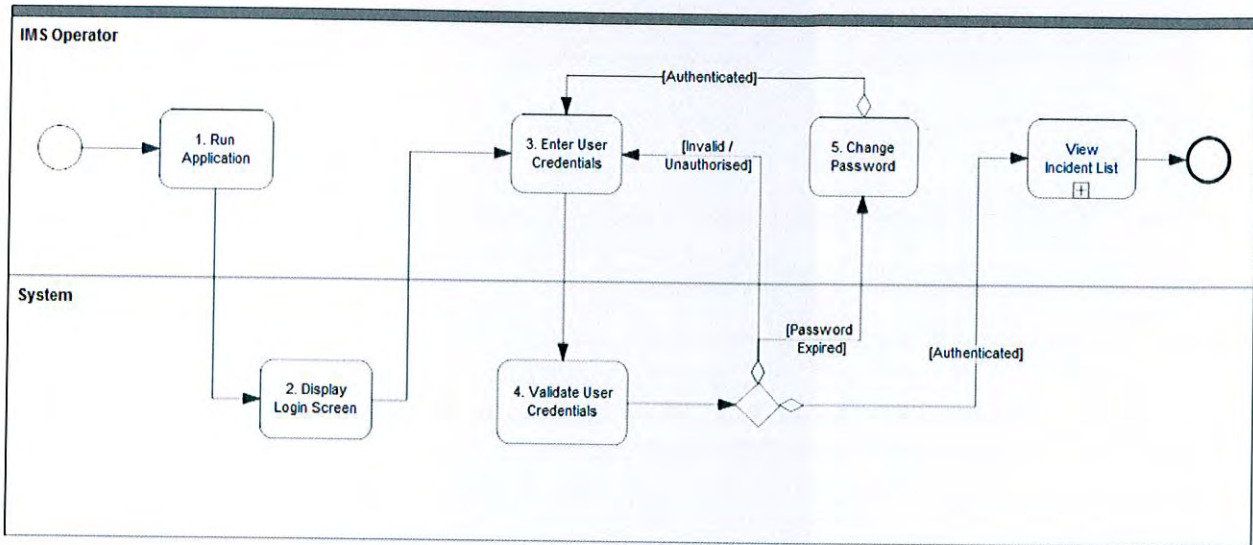 IMS Operator
[Authenticated]
1. Run
Application
3. Enter User
Credentials
[Invalid /
Unauthorised]
5. Change
Password
View
Incident List
System
[Password
Expired]
[Authenticated]
2. Display
Login Screen
4. Validate User
Credentials